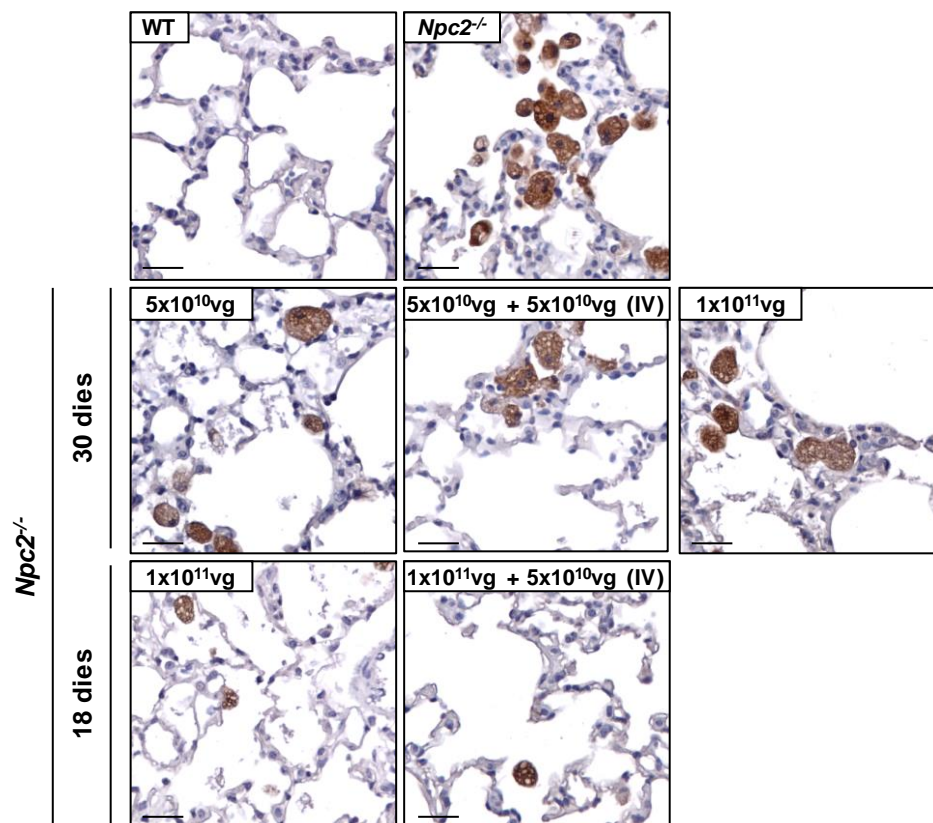 WT
Npc2-/-
5x10¹⁰vg
5x10¹⁰vg + 5x10¹⁰vg (IV)
1x10¹¹vg
30 dies
Npc2-/-
1x10¹¹vg
1x10¹¹vg + 5x10¹⁰vg (IV)
18 dies